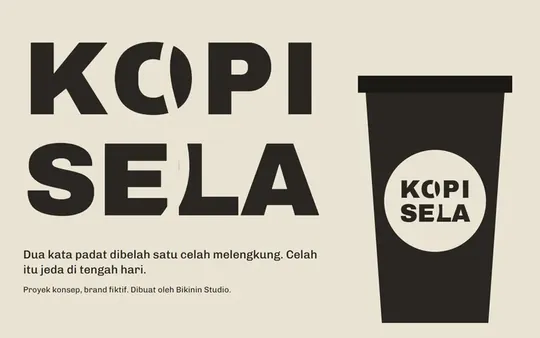 KOPI
SELA
Dua kata padat dibelah satu celah melengkung. Celah
itu jeda di tengah hari.
Proyek konsep, brand fiktif. Dibuat oleh Bikinin Studio.
KOPI
SELA